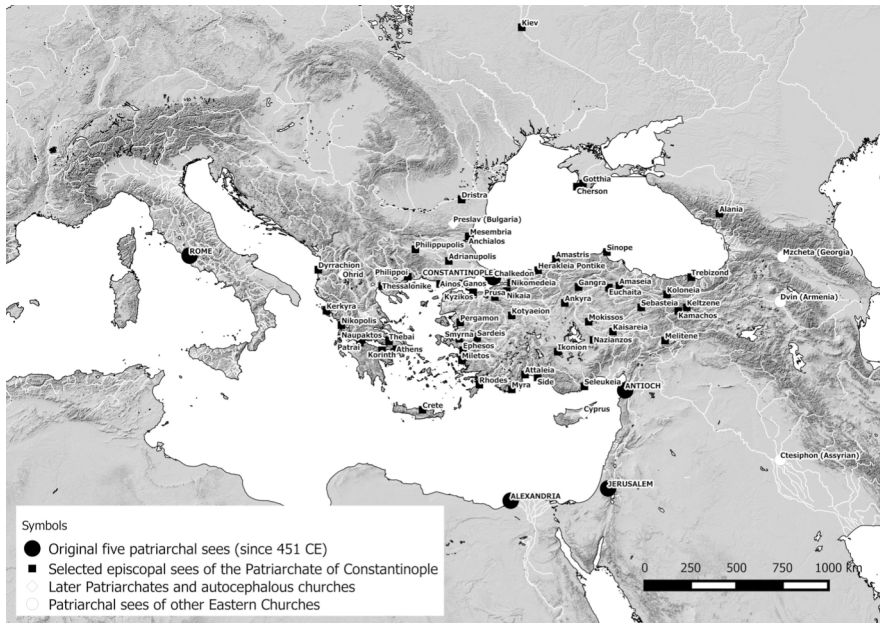 Kiev
Gotthia
Cherson
Dristra
Alania
Preslav (Bulgaria)
Mesembria
Anchialos
ROME
Philippupolis
Sinope
Mzcheta (Georgia)
Adrianupolis
Amastris
Dyrrachion
Ohrid
Philippoi
CONSTANTINOPLE
Chalkedon
Herakleia Pontike
Trebizond
Thessalonike
Ainos
Ganos
Nikomedeia
Gangra
Amaseia
Kyzikos
Prusa
Nikaia
Euchaita
Koloneia
Dvin (Armenia)
Kerkyra
Kotyaeion
Ankyra
Sebasteia
Keltzene
Kamachos
Nikopolis
Pergamon
Mokissos
Naupaktos
Thebai
Smyrna
Sardeis
Kaisareia
Nazianzos
Melitene
Patrai
Athens
Ephesos
Ikonion
Korinth
Miletos
Attaleia
Rhodes
Myra
Side
Seleukeia
ANTIOCH
Crete
Cyprus
Ctesiphon (Assyrian)
ALEXANDRIA
JERUSALEM
Symbols
Original five patriarchal sees (since 451 CE)
Selected episcopal sees of the Patriarchate of Constantinople
Later Patriarchates and autocephalous churches
Patriarchal sees of other Eastern Churches
0 250 500 750 1000 km